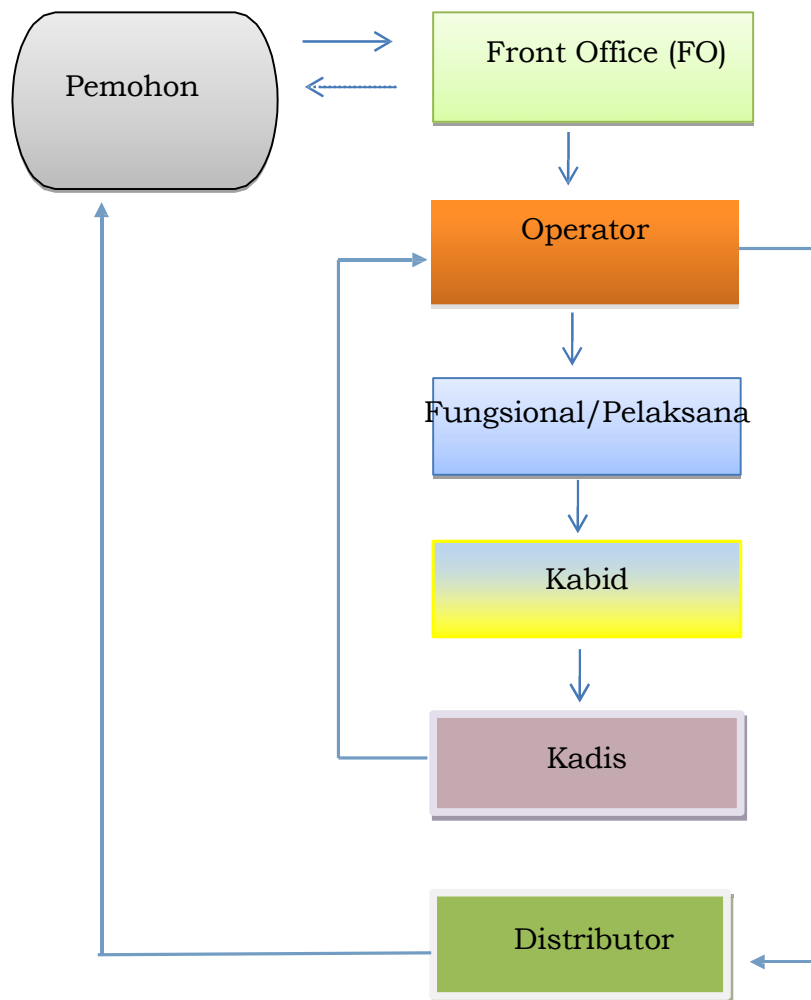 Pemohon
Front Office (FO)
Operator
Fungsional/Pelaksana
Kabid
Kadis
Distributor